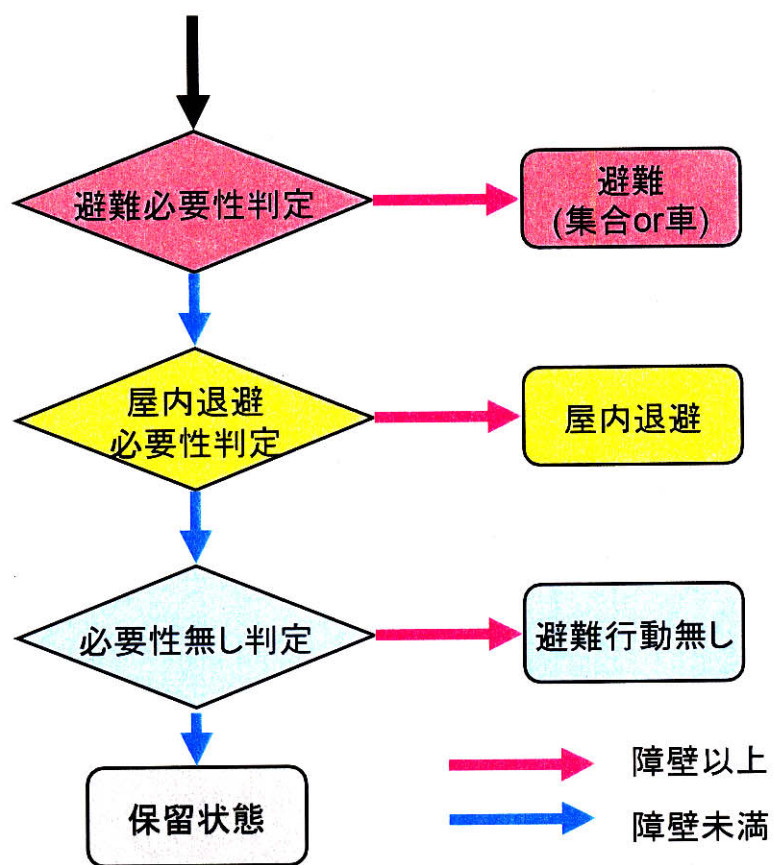 避難必要性判定
避難
(集合or車)
屋内退避
必要性判定
屋内退避
必要性無し判定
避難行動無し
保留状態
障壁以上
障壁未満